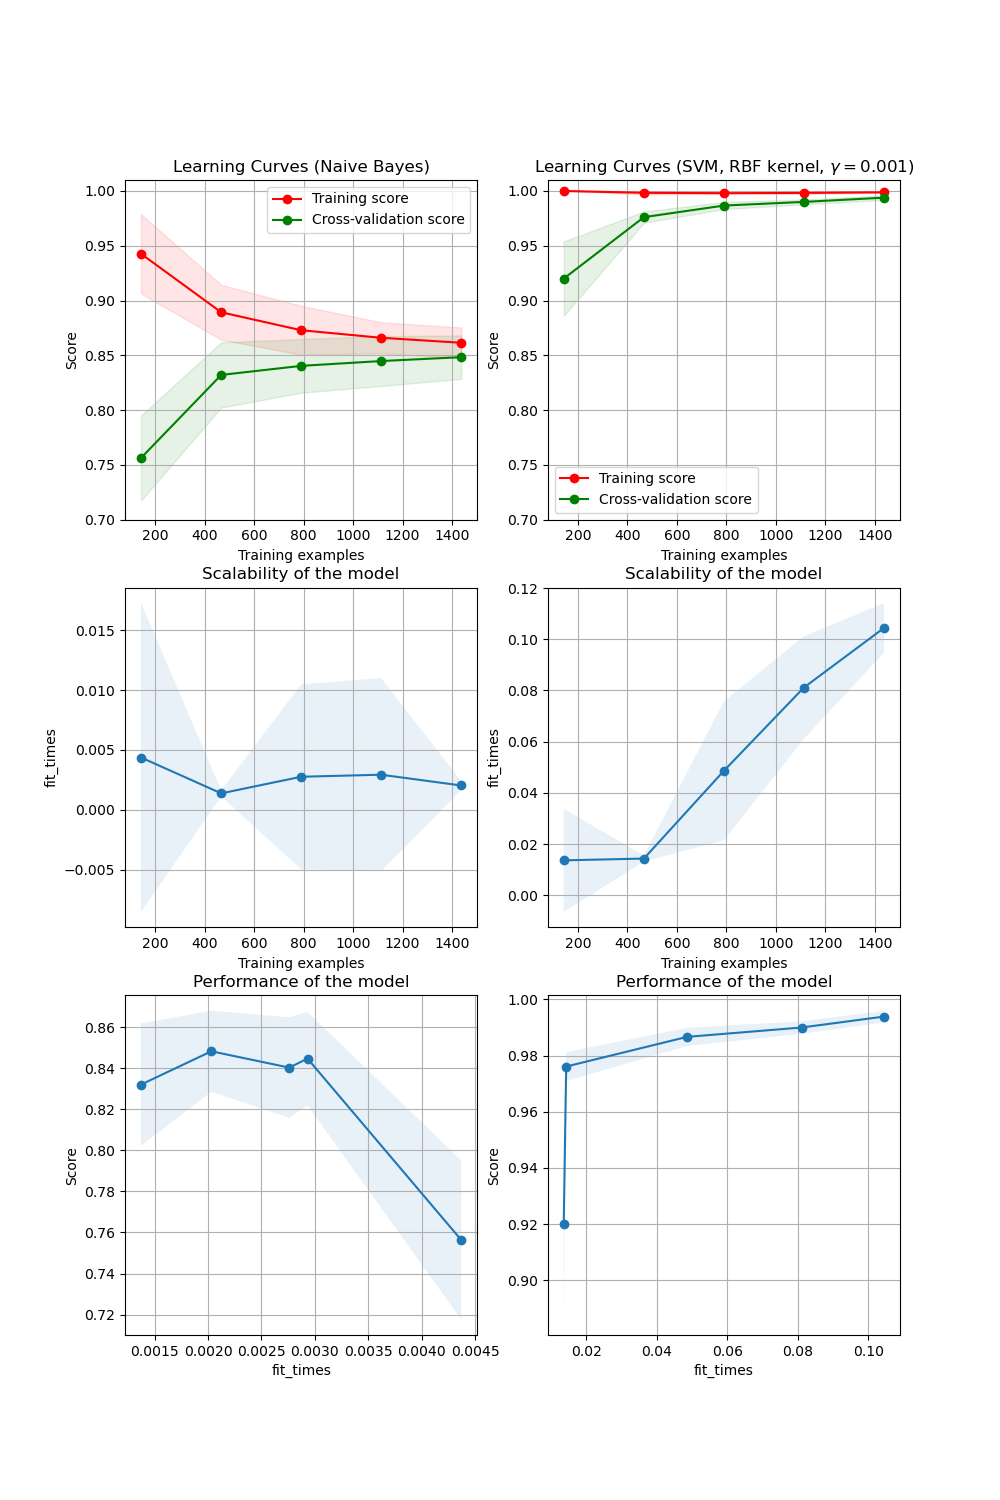 Learning Curves (Naive Bayes)
Score
1.00
0.95
0.90
0.85
0.80
0.75
0.70
Training score
Cross-validation score
200 400 600 800 1000 1200 1400
Training examples
Learning Curves (SVM, RBF kernel, γ = 0.001)
Score
1.00
0.95
0.90
0.85
0.80
0.75
0.70
Training score
Cross-validation score
200 400 600 800 1000 1200 1400
Training examples
Scalability of the model
fit_times
0.015
0.010
0.005
0.000
−0.005
200 400 600 800 1000 1200 1400
Training examples
Scalability of the model
fit_times
0.12
0.10
0.08
0.06
0.04
0.02
0.00
200 400 600 800 1000 1200 1400
Training examples
Performance of the model
Score
0.86
0.84
0.82
0.80
0.78
0.76
0.74
0.72
0.0015 0.0020 0.0025 0.0030 0.0035 0.0040 0.0045
fit_times
Performance of the model
Score
1.00
0.98
0.96
0.94
0.92
0.90
0.02 0.04 0.06 0.08 0.10
fit_times